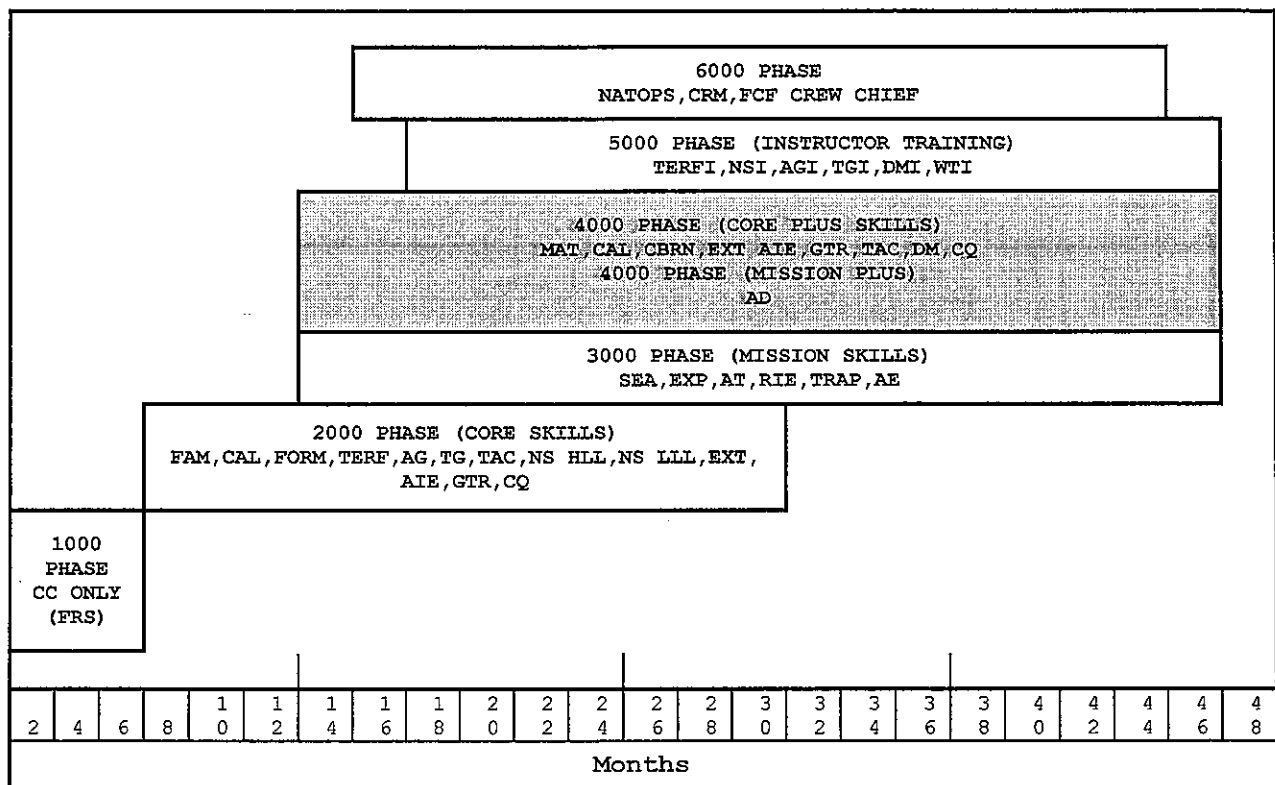 6000 PHASE
NATOPS,CRM,FCF CREW CHIEF
5000 PHASE (INSTRUCTOR TRAINING)
TERFI,NSI,AGI,TGI,DMI,WTI
4000 PHASE (CORE PLUS SKILLS)
MAT,CAL,CBRN,EXT AIE,GTR,TAC,DM,CQ
4000 PHASE (MISSION PLUS)
AD
3000 PHASE (MISSION SKILLS)
SEA,EXP,AT,RIE,TRAP,AE
2000 PHASE (CORE SKILLS)
FAM,CAL,FORM,TERF,AG,TG,TAC,NS HLL,NS LLL,EXT,
AIE,GTR,CQ
1000
PHASE
CC ONLY
(FRS)
2 4 6 8 10 12 14 16 18 20 22 24 26 28 30 32 34 36 38 40 42 44 46 48
Months